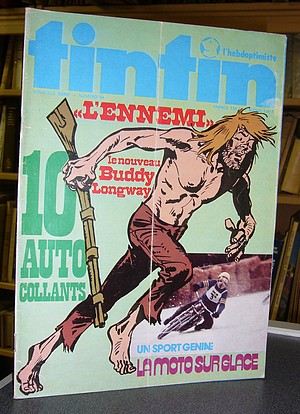 tintin
l'hebdoptimiste
«L'ENNEMI»
le nouveau
Buddy
Longway
10
AUTO
COLLANTS
UN SPORT GENIAL
LA MOTO SUR GLACE